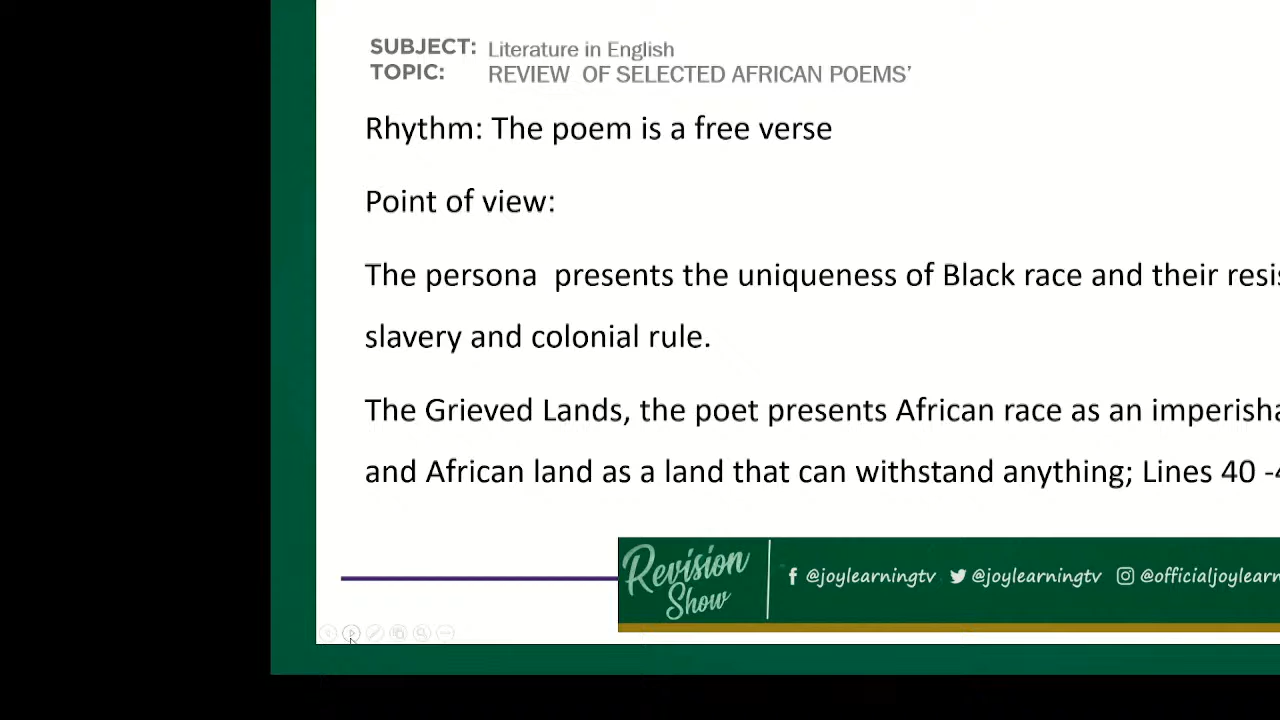 SUBJECT: Literature in English
TOPIC: REVIEW OF SELECTED AFRICAN POEMS’
Rhythm: The poem is a free verse
Point of view:
The persona presents the uniqueness of Black race and their
slavery and colonial rule.
The Grieved Lands, the poet presents African race as an
and African land as a land that can withstand anything; Lines 40 -
Revision
Show
@joylearningtv @joylearningtv